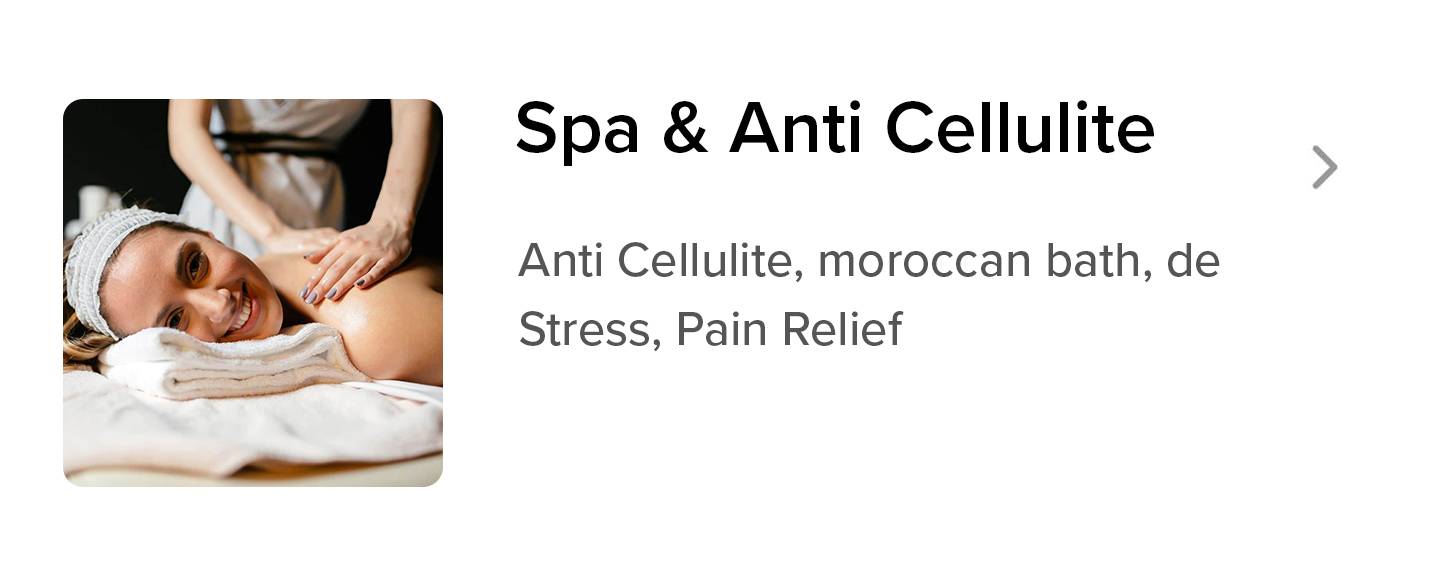 Spa & Anti Cellulite
Anti Cellulite, moroccan bath, de
Stress, Pain Relief